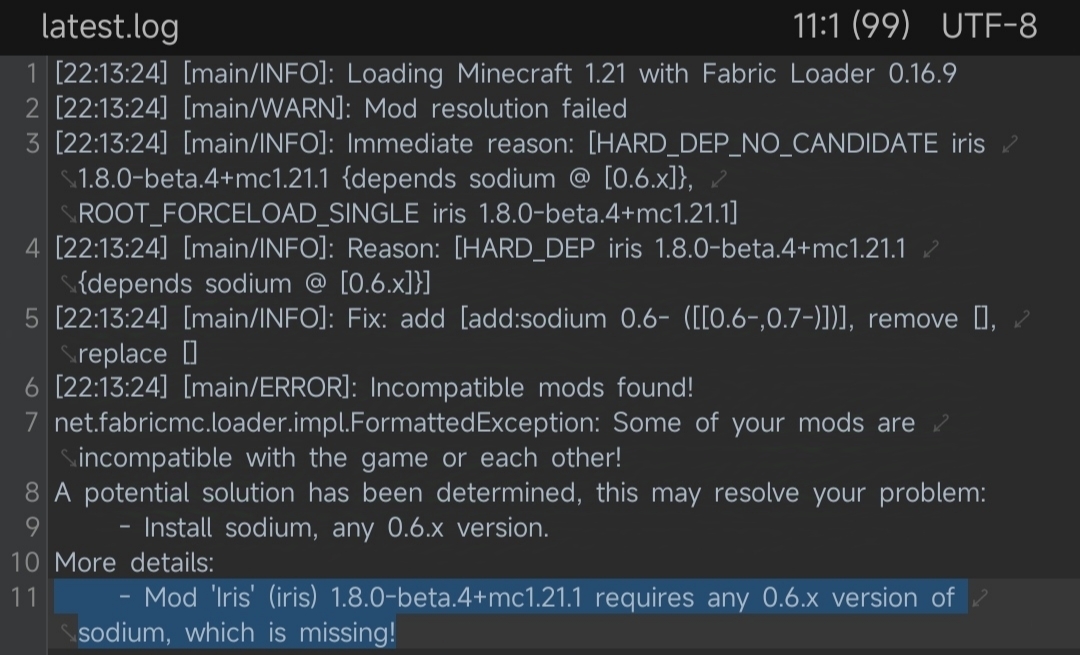 latest.log 11:1 (99) UTF-8
1 [22:13:24] [main/INFO]: Loading Minecraft 1.21 with Fabric Loader 0.16.9
2 [22:13:24] [main/WARN]: Mod resolution failed
3 [22:13:24] [main/INFO]: Immediate reason: [HARD_DEP_NO_CANDIDATE iris
1.8.0-beta.4+mc1.21.1 {depends sodium @ [0.6.x]},
ROOT_FORCELOAD_SINGLE iris 1.8.0-beta.4+mc1.21.1]
4 [22:13:24] [main/INFO]: Reason: [HARD_DEP iris 1.8.0-beta.4+mc1.21.1
{depends sodium @ [0.6.x]}]
5 [22:13:24] [main/INFO]: Fix: add [add:sodium 0.6- ([[0.6-,0.7-)])], remove [],
replace []
6 [22:13:24] [main/ERROR]: Incompatible mods found!
7 net.fabricmc.loader.impl.FormattedException: Some of your mods are
incompatible with the game or each other!
8 A potential solution has been determined, this may resolve your problem:
9 - Install sodium, any 0.6.x version.
10 More details:
11 - Mod 'Iris' (iris) 1.8.0-beta.4+mc1.21.1 requires any 0.6.x version of
sodium, which is missing!